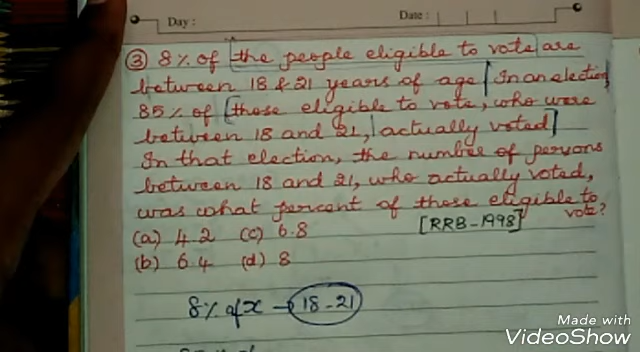 Day :
Date :
③ 8% of the people eligible to vote are
between 18 & 21 years of age In an election
85% of those eligible to vote, who were
between 18 and 21, actually voted
In that election, the number of persons
between 18 and 21, who actually voted,
was what percent of those eligible to
vote?
[RRB-1998]
(a) 4.2 (c) 6.8
(b) 6.4 (d) 8
8% of x → 18-21
Made with
VideoShow